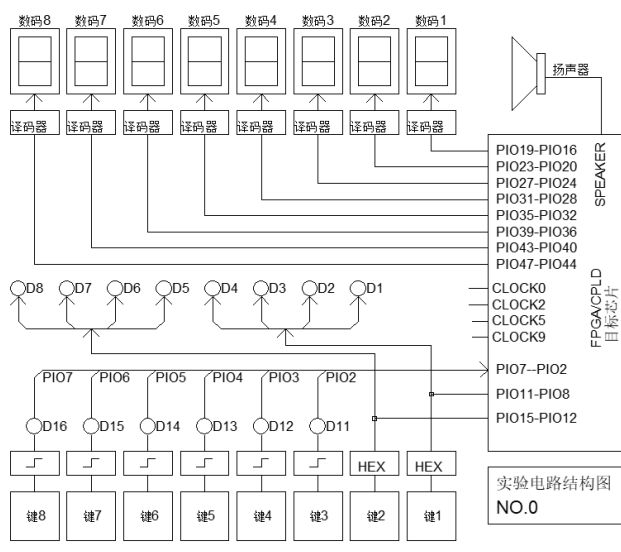 数码8 数码7 数码6 数码5 数码4 数码3 数码2 数码1
扬声器
译码器 译码器 译码器 译码器 译码器 译码器 译码器 译码器
PIO19-PIO16
PIO23-PIO20
PIO27-PIO24
PIO31-PIO28
PIO35-PIO32
PIO39-PIO36
PIO43-PIO40
PIO47-PIO44
SPEAKER
D8 D7 D6 D5 D4 D3 D2 D1
CLOCK0
CLOCK2
CLOCK5
CLOCK9
FPGA/CPLD
目标芯片
PIO7 PIO6 PIO5 PIO4 PIO3 PIO2
PIO7--PIO2
PIO11-PIO8
PIO15-PIO12
D16 D15 D14 D13 D12 D11
HEX HEX
键8 键7 键6 键5 键4 键3 键2 键1
实验电路结构图
NO.0